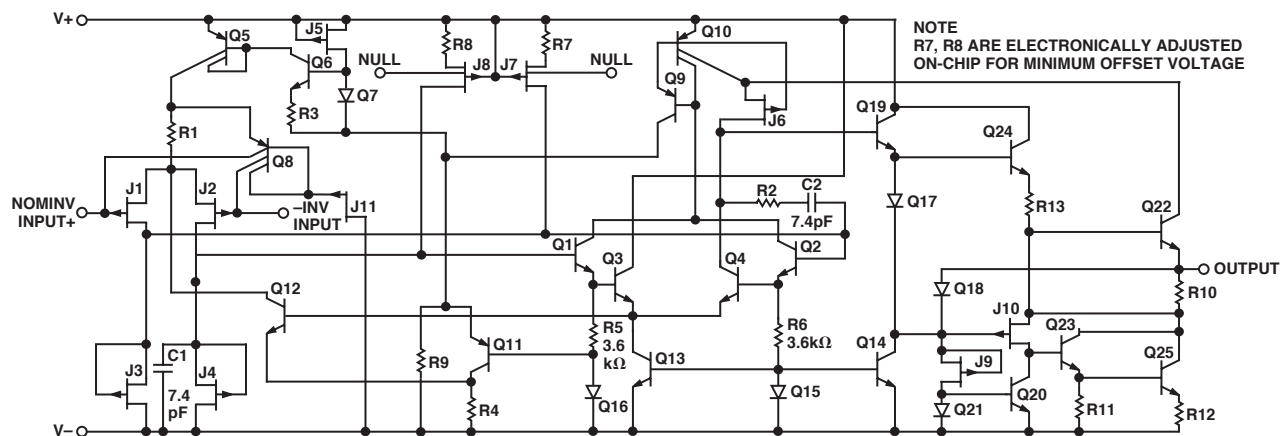 V+
Q5
J5
Q6
Q7
R3
R1
Q8
NULL
R8
J8
J7
R7
NULL
Q10
Q9
J6
NOTE
R7, R8 ARE ELECTRONICALLY ADJUSTED
ON-CHIP FOR MINIMUM OFFSET VOLTAGE
Q19
Q24
Q17
R13
Q22
NOMINV
INPUT+
J1
J2
–INV
INPUT
J11
R2
C2
7.4pF
Q1
Q3
Q4
Q2
OUTPUT
R10
Q12
Q18
J10
R5
3.6
kΩ
R6
3.6kΩ
Q23
Q25
R9
Q11
Q13
Q14
J9
J3
C1
7.4
pF
J4
R4
Q16
Q15
Q21
Q20
R11
R12
V–